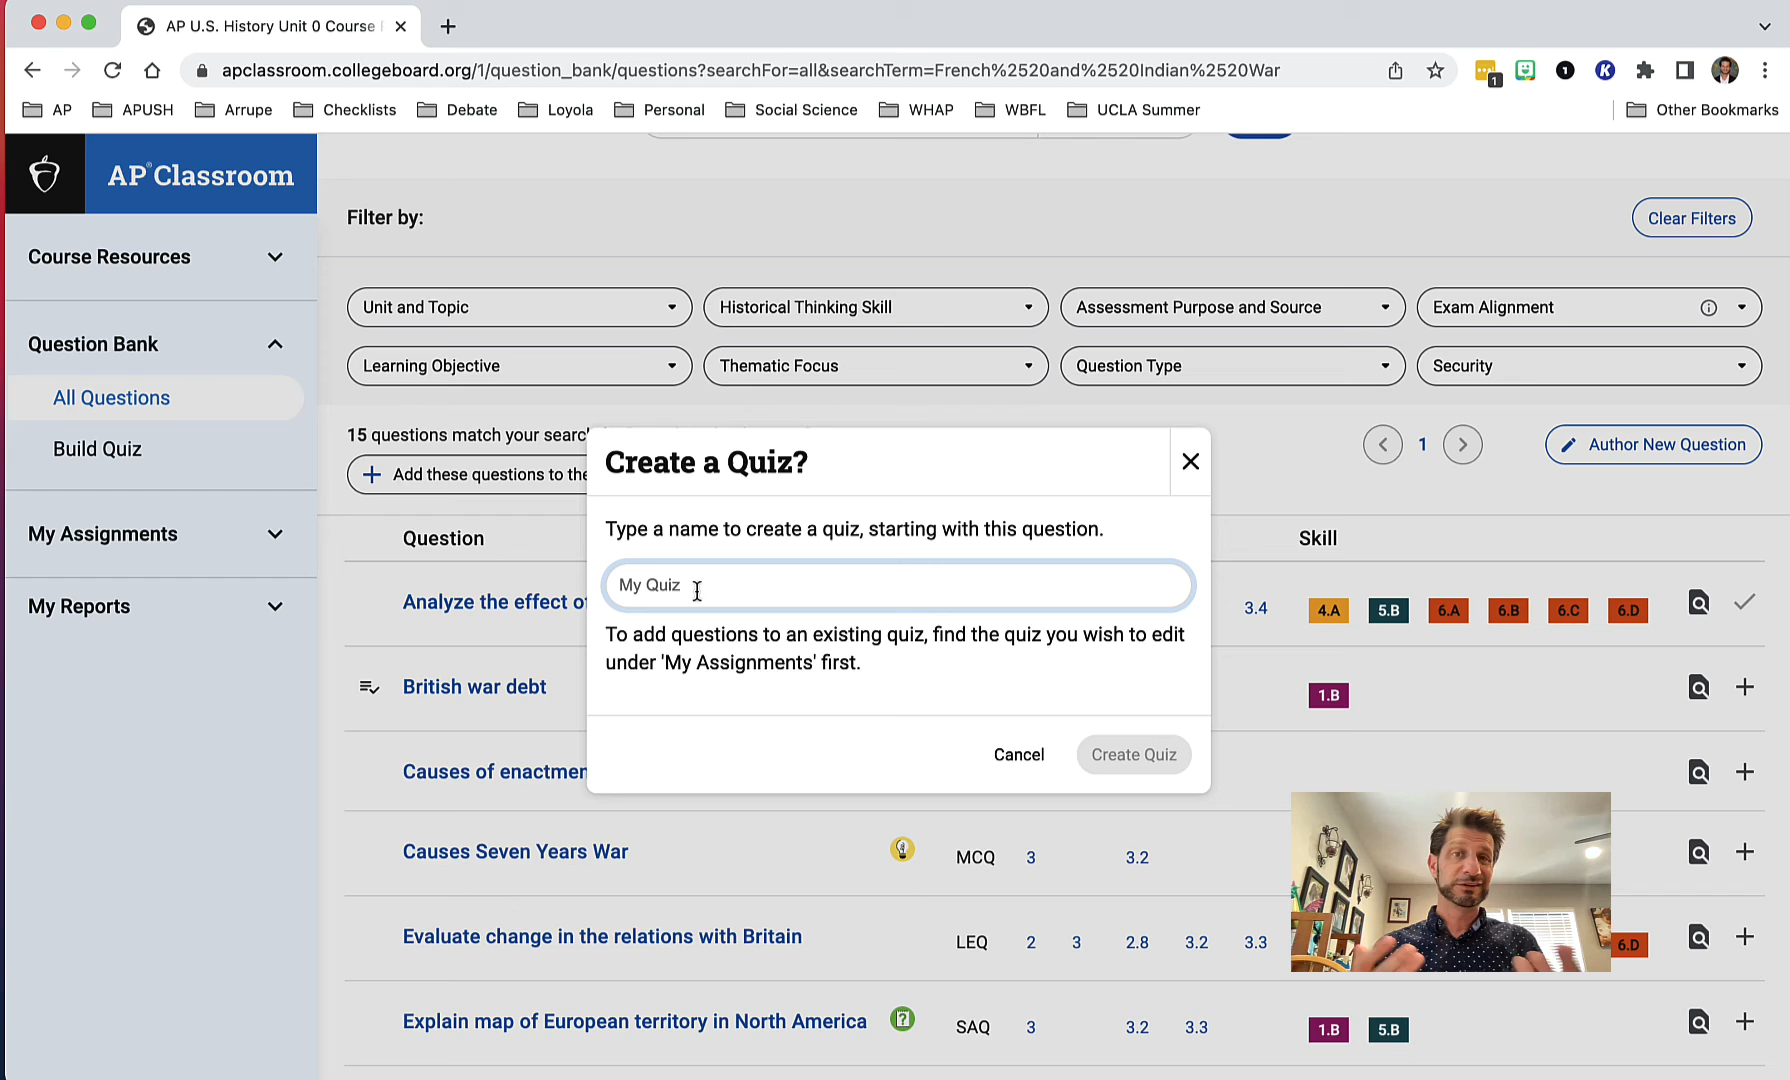 AP U.S. History Unit 0 Course
apclassroom.collegeboard.org/1/question_bank/questions?searchFor=all&searchTerm=French%2520and%2520Indian%2520War
1
1
K
AP
APUSH
Arrupe
Checklists
Debate
Loyola
Personal
Social Science
WHAP
WBFL
UCLA Summer
Other Bookmarks
AP® Classroom
Course Resources
Question Bank
All Questions
Build Quiz
My Assignments
My Reports
Filter by:
Clear Filters
Unit and Topic
Historical Thinking Skill
Assessment Purpose and Source
Exam Alignment
Learning Objective
Thematic Focus
Question Type
Security
15 questions match your search
1
Author New Question
Add these questions to the
Question
Skill
Analyze the effect of
3.4
4.A 5.B 6.A 6.B 6.C 6.D
British war debt
1.B
Causes of enactmen
Causes Seven Years War
MCQ 3 3.2
Evaluate change in the relations with Britain
LEQ 2 3 2.8 3.2 3.3
6.D
Explain map of European territory in North America
SAQ 3 3.2 3.3
1.B 5.B
Create a Quiz?
Type a name to create a quiz, starting with this question.
My Quiz
To add questions to an existing quiz, find the quiz you wish to edit
under 'My Assignments' first.
Cancel
Create Quiz